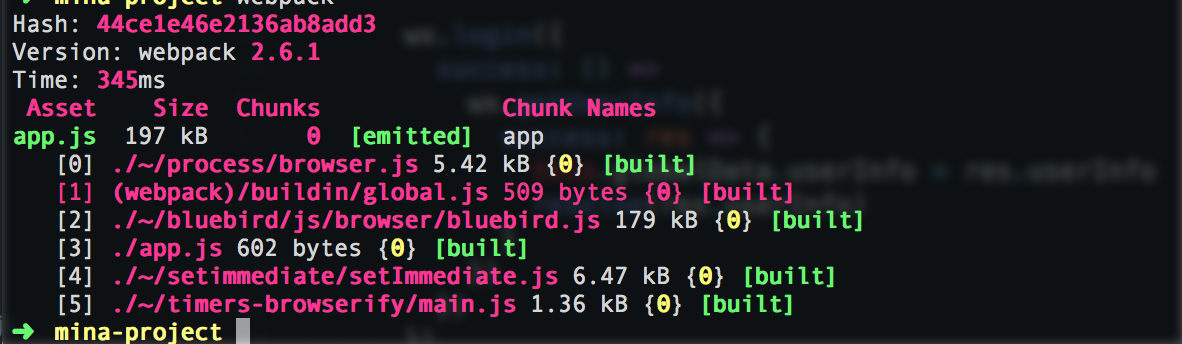 ➜ mina-project webpack
Hash: 44ce1e46e2136ab8add3
Version: webpack 2.6.1
Time: 345ms
Asset Size Chunks Chunk Names
app.js 197 kB 0 [emitted] app
[0] ./~/process/browser.js 5.42 kB {0} [built]
[1] (webpack)/buildin/global.js 509 bytes {0} [built]
[2] ./~/bluebird/js/browser/bluebird.js 179 kB {0} [built]
[3] ./app.js 602 bytes {0} [built]
[4] ./~/setimmediate/setImmediate.js 6.47 kB {0} [built]
[5] ./~/timers-browserify/main.js 1.36 kB {0} [built]
➜ mina-project